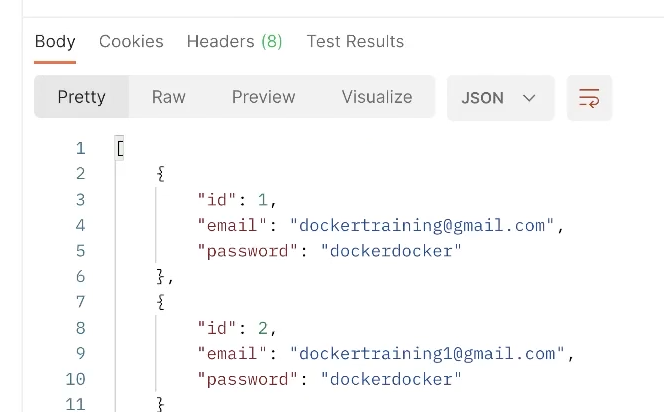 Body Cookies Headers (8) Test Results
Pretty Raw Preview Visualize JSON
1 [
2 {
3 "id": 1,
4 "email": "dockertraining@gmail.com",
5 "password": "dockerdocker"
6 },
7 {
8 "id": 2,
9 "email": "dockertraining1@gmail.com",
10 "password": "dockerdocker"
11 }